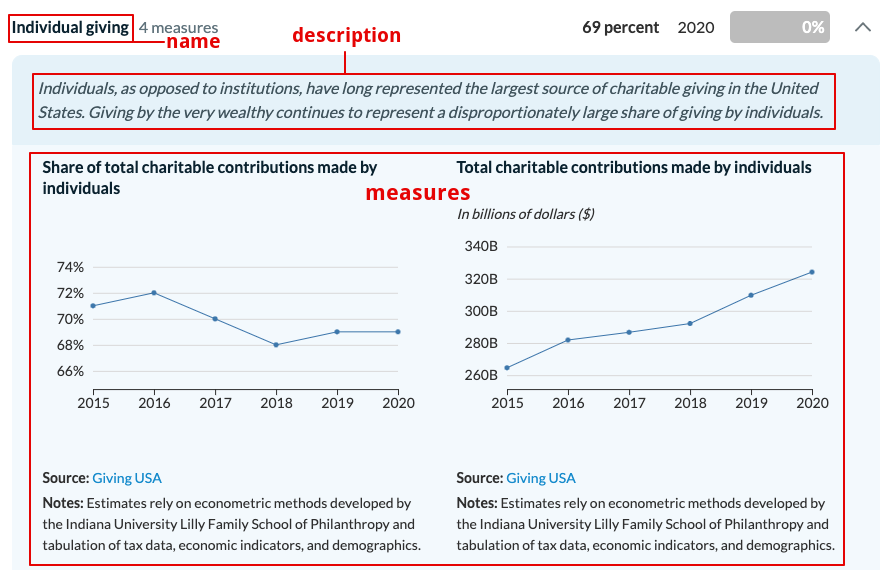 Individual giving 4 measures 69 percent 2020 0%
name
description
Individuals, as opposed to institutions, have long represented the largest source of charitable giving in the United
States. Giving by the very wealthy continues to represent a disproportionately large share of giving by individuals.
Share of total charitable contributions made by
individuals
74%
72%
70%
68%
66%
2015 2016 2017 2018 2019 2020
Source: Giving USA
Notes: Estimates rely on econometric methods developed by
the Indiana University Lilly Family School of Philanthropy and
tabulation of tax data, economic indicators, and demographics.
measures
Total charitable contributions made by individuals
In billions of dollars ($)
340B
320B
300B
280B
260B
2015 2016 2017 2018 2019 2020
Source: Giving USA
Notes: Estimates rely on econometric methods developed by
the Indiana University Lilly Family School of Philanthropy and
tabulation of tax data, economic indicators, and demographics.